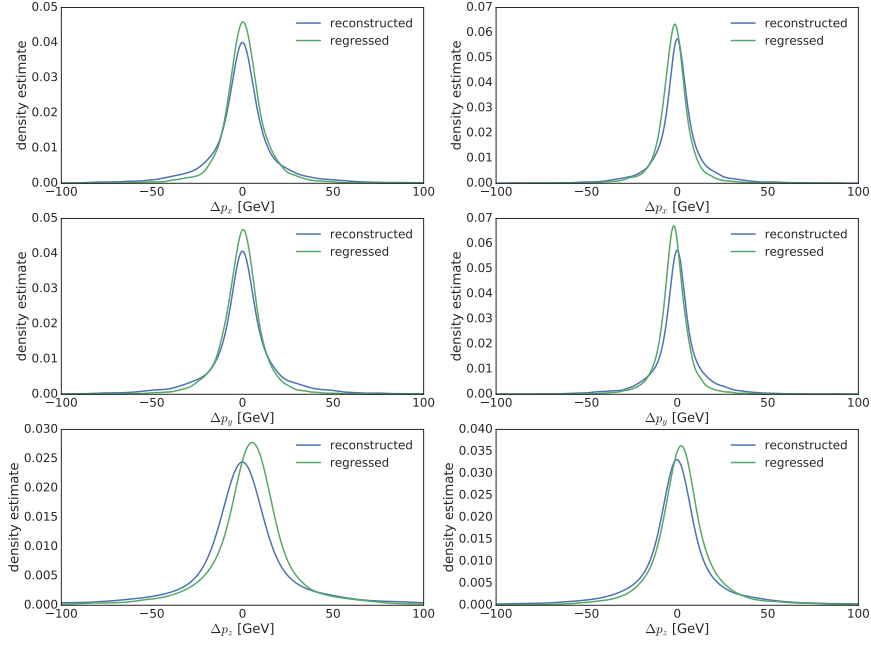 0.05
0.04
0.03
0.02
0.01
0.00
density estimate
reconstructed
regressed
−100 −50 0 50 100
Δpₓ [GeV]
0.07
0.06
0.05
0.04
0.03
0.02
0.01
0.00
density estimate
reconstructed
regressed
−100 −50 0 50 100
Δpₓ [GeV]
0.05
0.04
0.03
0.02
0.01
0.00
density estimate
reconstructed
regressed
−100 −50 0 50 100
Δp_y [GeV]
0.07
0.06
0.05
0.04
0.03
0.02
0.01
0.00
density estimate
reconstructed
regressed
−100 −50 0 50 100
Δp_y [GeV]
0.030
0.025
0.020
0.015
0.010
0.005
0.000
density estimate
reconstructed
regressed
−100 −50 0 50 100
Δp_z [GeV]
0.040
0.035
0.030
0.025
0.020
0.015
0.010
0.005
0.000
density estimate
reconstructed
regressed
−100 −50 0 50 100
Δp_z [GeV]